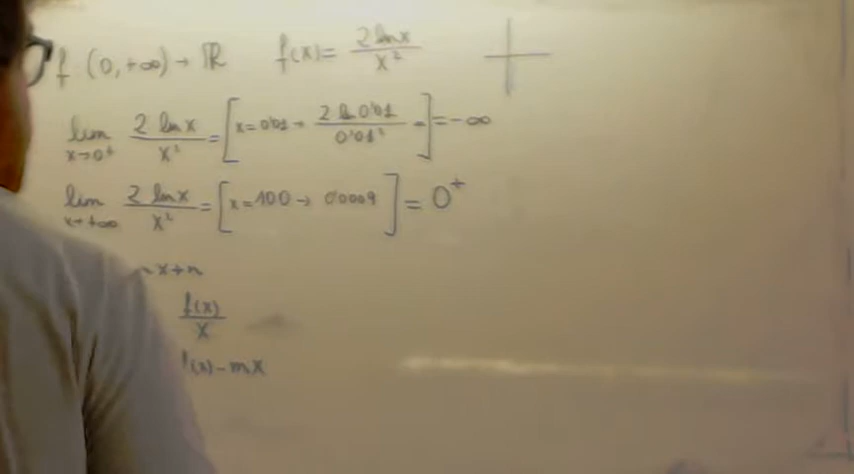 f (0,+∞) → ℝ f(x)= 2 ln x / x²
lim x→0⁺ 2 ln x / x² = [x=0'01 → 2 ln 0'01 / 0'01² =] = -∞
lim x→+∞ 2 ln x / x² = [x=100 → 0'0009] = 0⁺
x+n
f(x) / x
f(x)-mx